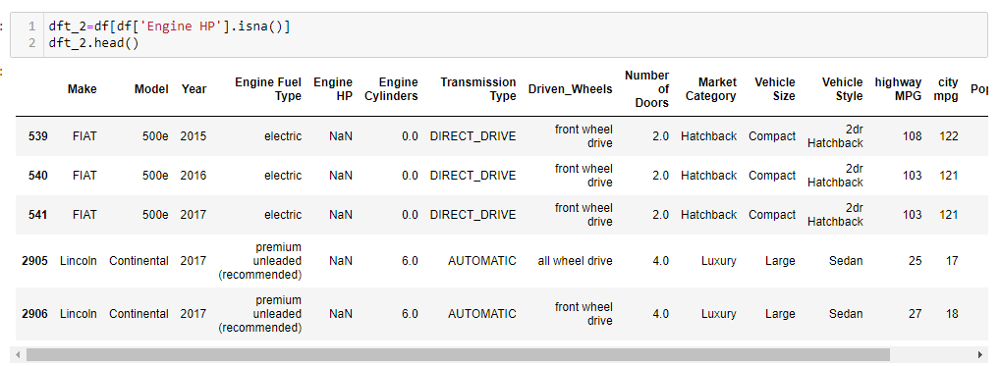 1 dft_2=df[df['Engine HP'].isna()]
2 dft_2.head()
Make Model Year Engine Fuel Type Engine HP Engine Cylinders Transmission Type Driven_Wheels Number of Doors Market Category Vehicle Size Vehicle Style highway MPG city mpg
539 FIAT 500e 2015 electric NaN 0.0 DIRECT_DRIVE front wheel drive 2.0 Hatchback Compact 2dr Hatchback 108 122
540 FIAT 500e 2016 electric NaN 0.0 DIRECT_DRIVE front wheel drive 2.0 Hatchback Compact 2dr Hatchback 103 121
541 FIAT 500e 2017 electric NaN 0.0 DIRECT_DRIVE front wheel drive 2.0 Hatchback Compact 2dr Hatchback 103 121
2905 Lincoln Continental 2017 premium unleaded (recommended) NaN 6.0 AUTOMATIC all wheel drive 4.0 Luxury Large Sedan 25 17
2906 Lincoln Continental 2017 premium unleaded (recommended) NaN 6.0 AUTOMATIC front wheel drive 4.0 Luxury Large Sedan 27 18